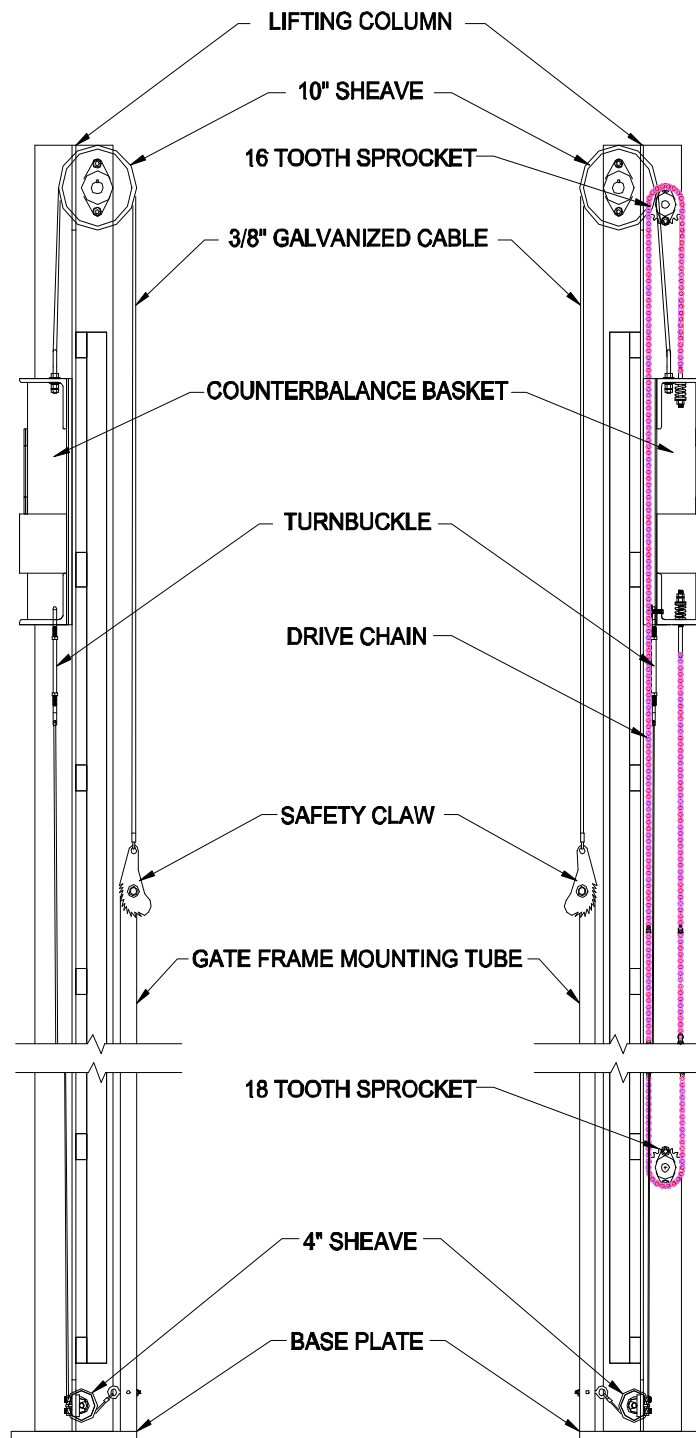 LIFTING COLUMN
10" SHEAVE
16 TOOTH SPROCKET
3/8" GALVANIZED CABLE
COUNTERBALANCE BASKET
TURNBUCKLE
DRIVE CHAIN
SAFETY CLAW
GATE FRAME MOUNTING TUBE
18 TOOTH SPROCKET
4" SHEAVE
BASE PLATE